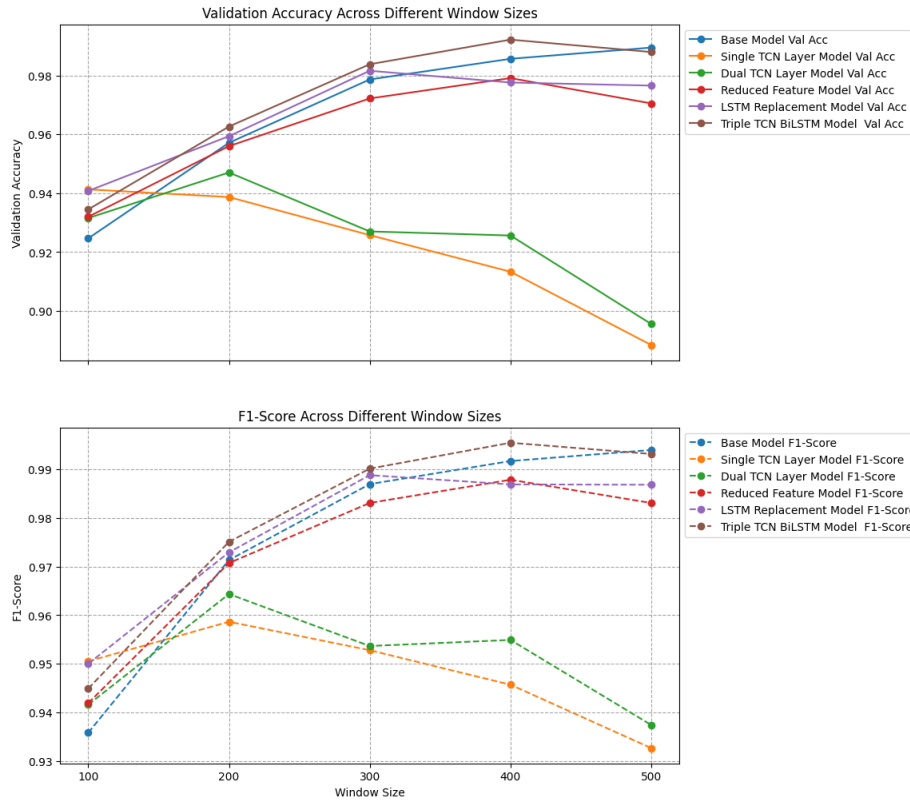 Validation Accuracy Across Different Window Sizes
Validation Accuracy
0.98
0.96
0.94
0.92
0.90
Base Model Val Acc
Single TCN Layer Model Val Acc
Dual TCN Layer Model Val Acc
Reduced Feature Model Val Acc
LSTM Replacement Model Val Acc
Triple TCN BiLSTM Model  Val Acc
F1-Score Across Different Window Sizes
F1-Score
0.99
0.98
0.97
0.96
0.95
0.94
0.93
100 200 300 400 500
Window Size
Base Model F1-Score
Single TCN Layer Model F1-Score
Dual TCN Layer Model F1-Score
Reduced Feature Model F1-Score
LSTM Replacement Model F1-Score
Triple TCN BiLSTM Model  F1-Score